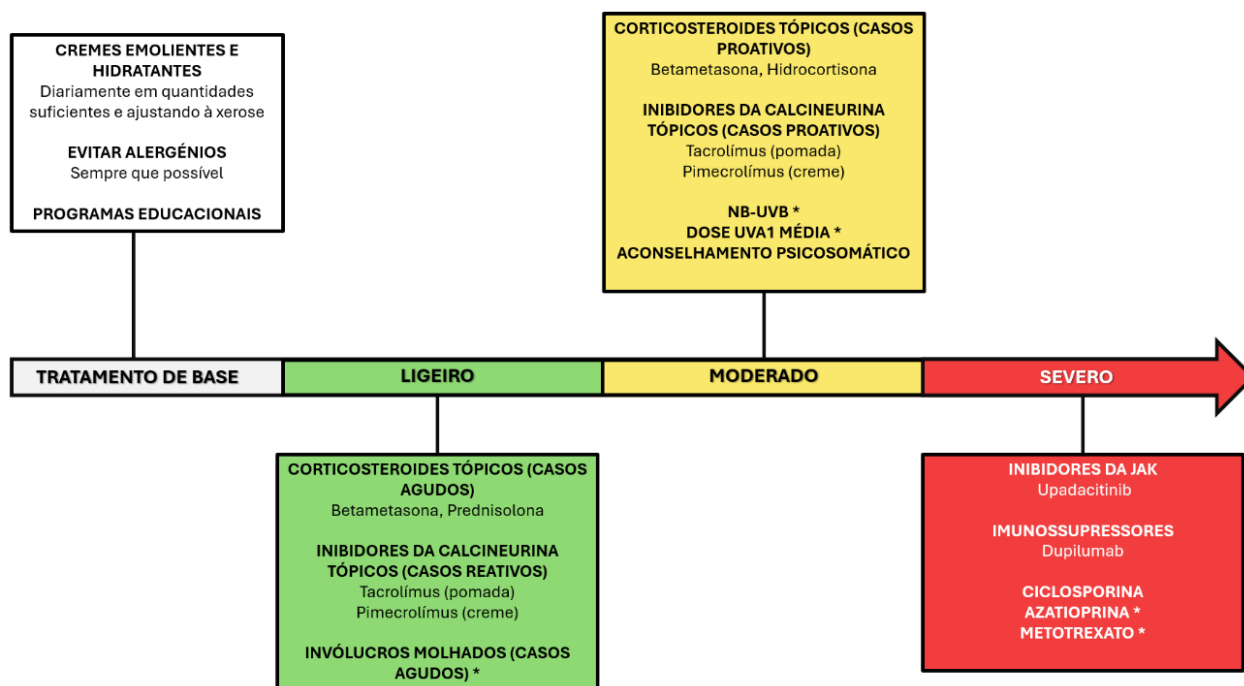 CREMES EMOLIENTES E
HIDRATANTES
Diariamente em quantidades
suficientes e ajustando à xerose
EVITAR ALERGÉNIOS
Sempre que possível
PROGRAMAS EDUCACIONAIS
CORTICOSTEROIDES TÓPICOS (CASOS
PROATIVOS)
Betametasona, Hidrocortisona
INIBIDORES DA CALCINEURINA
TÓPICOS (CASOS PROATIVOS)
Tacrolímus (pomada)
Pimecrolímus (creme)
NB-UVB *
DOSE UVA1 MÉDIA *
ACONSELHAMENTO PSICOSOMÁTICO
TRATAMENTO DE BASE
LIGEIRO
MODERADO
SEVERO
CORTICOSTEROIDES TÓPICOS (CASOS
AGUDOS)
Betametasona, Prednisolona
INIBIDORES DA CALCINEURINA
TÓPICOS (CASOS REATIVOS)
Tacrolímus (pomada)
Pimecrolímus (creme)
INVÓLUCROS MOLHADOS (CASOS
AGUDOS) *
INIBIDORES DA JAK
Upadacitinib
IMUNOSSUPRESSORES
Dupilumab
CICLOSPORINA
AZATIOPRINA *
METOTREXATO *